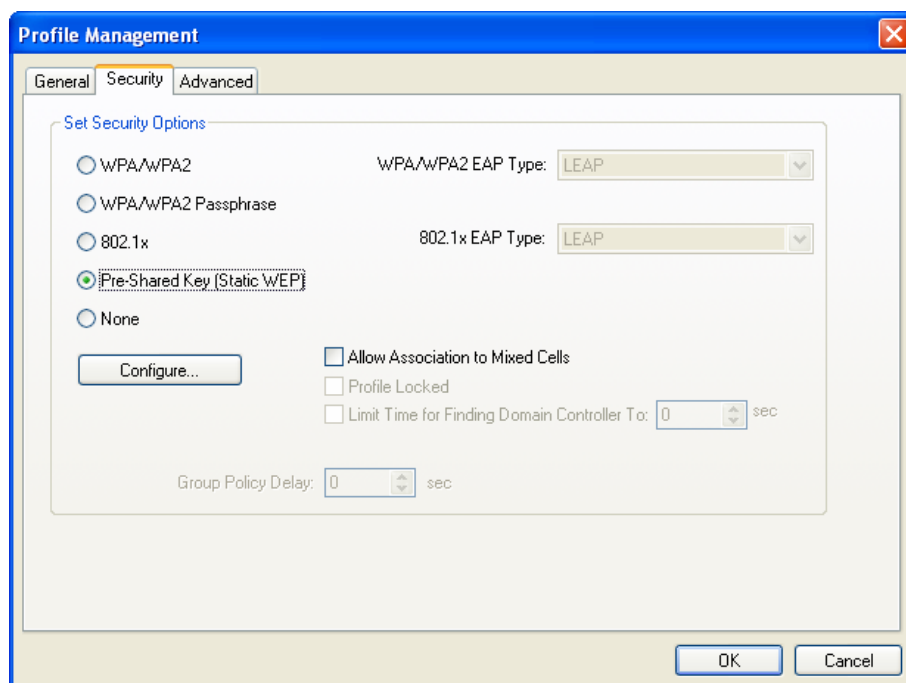 Profile Management
General Security Advanced
Set Security Options
WPA/WPA2 WPA/WPA2 EAP Type: LEAP
WPA/WPA2 Passphrase
802.1x 802.1x EAP Type: LEAP
Pre-Shared Key (Static WEP)
None
Configure... Allow Association to Mixed Cells
Profile Locked
Limit Time for Finding Domain Controller To: 0 sec
Group Policy Delay: 0 sec
OK Cancel